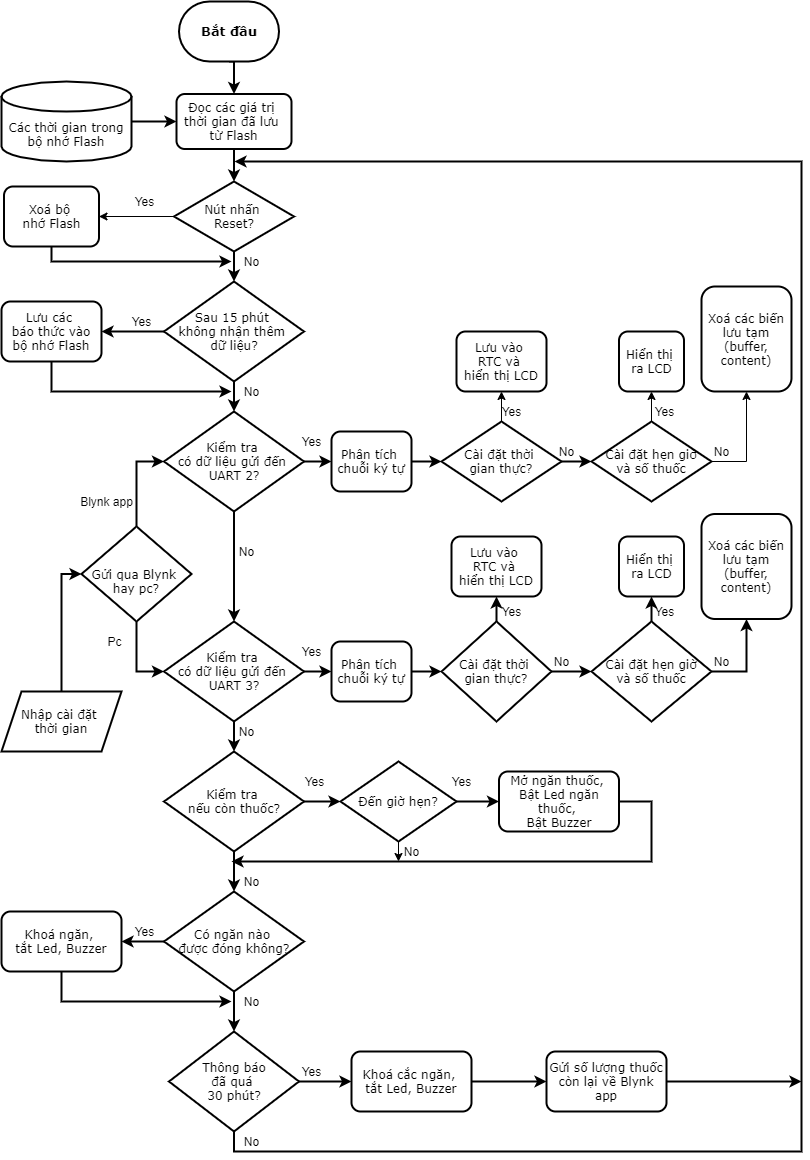 Bắt đầu
Các thời gian trong
bộ nhớ Flash
Đọc các giá trị
thời gian đã lưu
từ Flash
Nút nhấn
Reset?
Yes
Xoá bộ
nhớ Flash
No
Sau 15 phút
không nhận thêm
dữ liệu?
Yes
Lưu các
báo thức vào
bộ nhớ Flash
No
Kiểm tra
có dữ liệu gửi đến
UART 2?
Yes
Phân tích
chuỗi ký tự
Cài đặt thời
gian thực?
Yes
Lưu vào
RTC và
hiển thị LCD
No
Cài đặt hẹn giờ
và số thuốc
Yes
Hiển thị
ra LCD
No
Xoá các biến
lưu tạm
(buffer,
content)
Blynk app
Gửi qua Blynk
hay pc?
Pc
Nhập cài đặt
thời gian
No
Kiểm tra
có dữ liệu gửi đến
UART 3?
Yes
Phân tích
chuỗi ký tự
Cài đặt thời
gian thực?
Yes
Lưu vào
RTC và
hiển thị LCD
No
Cài đặt hẹn giờ
và số thuốc
Yes
Hiển thị
ra LCD
No
Xoá các biến
lưu tạm
(buffer,
content)
No
Kiểm tra
nếu còn thuốc?
Yes
Đến giờ hẹn?
Yes
Mở ngăn thuốc,
Bật Led ngăn
thuốc,
Bật Buzzer
No
No
Có ngăn nào
được đóng không?
Yes
Khoá ngăn,
tắt Led, Buzzer
No
Thông báo
đã quá
30 phút?
Yes
Khoá cắc ngăn,
tắt Led, Buzzer
Gửi số lượng thuốc
còn lại về Blynk
app
No